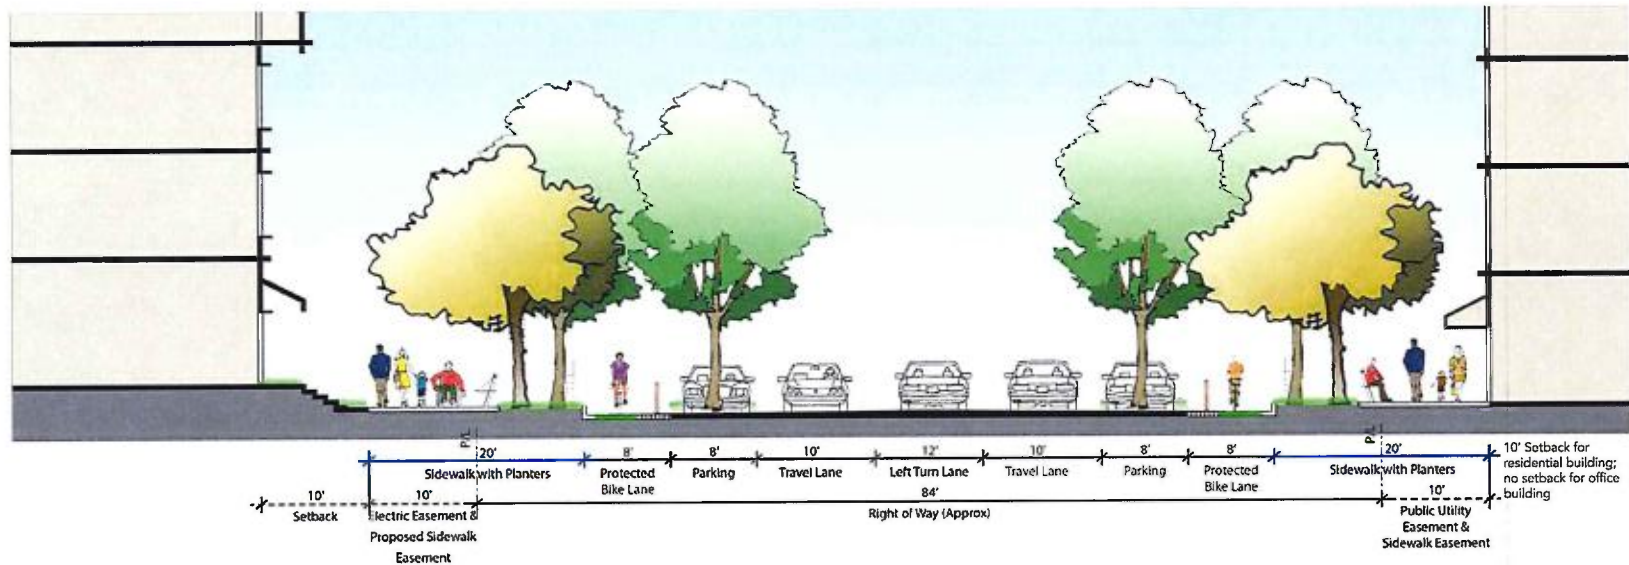 P/L
P/L
20' 8' 8' 10' 12' 10' 8' 8' 20'
Sidewalk with Planters Protected Parking Travel Lane Left Turn Lane Travel Lane Parking Protected Sidewalk with Planters
Bike Lane Bike Lane
10' Setback for
residential building;
no setback for office
building
10' 10' 84' 10'
Setback Electric Easement & Right of Way (Approx) Public Utility
Proposed Sidewalk Easement &
Easement Sidewalk Easement